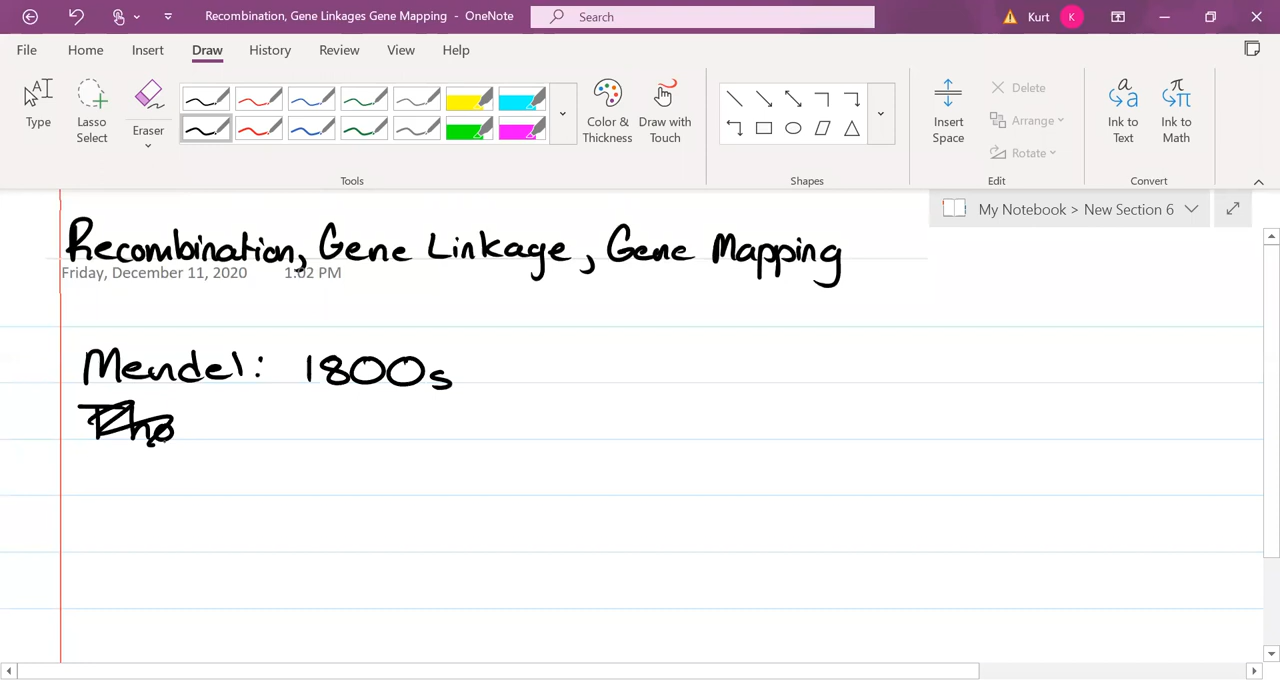 Recombination, Gene Linkages Gene Mapping - OneNote
Search
Kurt
K
File Home Insert Draw History Review View Help
Type
Lasso Select
Eraser
Color & Thickness
Draw with Touch
Insert Space
Delete
Arrange
Rotate
Ink to Text
Ink to Math
Tools
Shapes
Edit
Convert
My Notebook > New Section 6
Recombination, Gene Linkage, Gene Mapping
Friday, December 11, 2020 1:02 PM
Mendel: 1800s